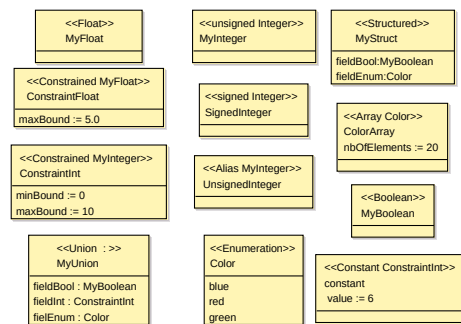 <<Float>>
MyFloat
<<unsigned Integer>>
MyInteger
<<Structured>>
MyStruct
fieldBool:MyBoolean
fieldEnum:Color
<<Constrained MyFloat>>
ConstraintFloat
maxBound := 5.0
<<signed Integer>>
SignedInteger
<<Array Color>>
ColorArray
nbOfElements := 20
<<Constrained MyInteger>>
ConstraintInt
minBound := 0
maxBound := 10
<<Alias MyInteger>>
UnsignedInteger
<<Boolean>>
MyBoolean
<<Union : >>
MyUnion
fieldBool : MyBoolean
fieldInt : ConstraintInt
fielEnum : Color
<<Enumeration>>
Color
blue
red
green
<<Constant ConstraintInt>>
constant
value := 6